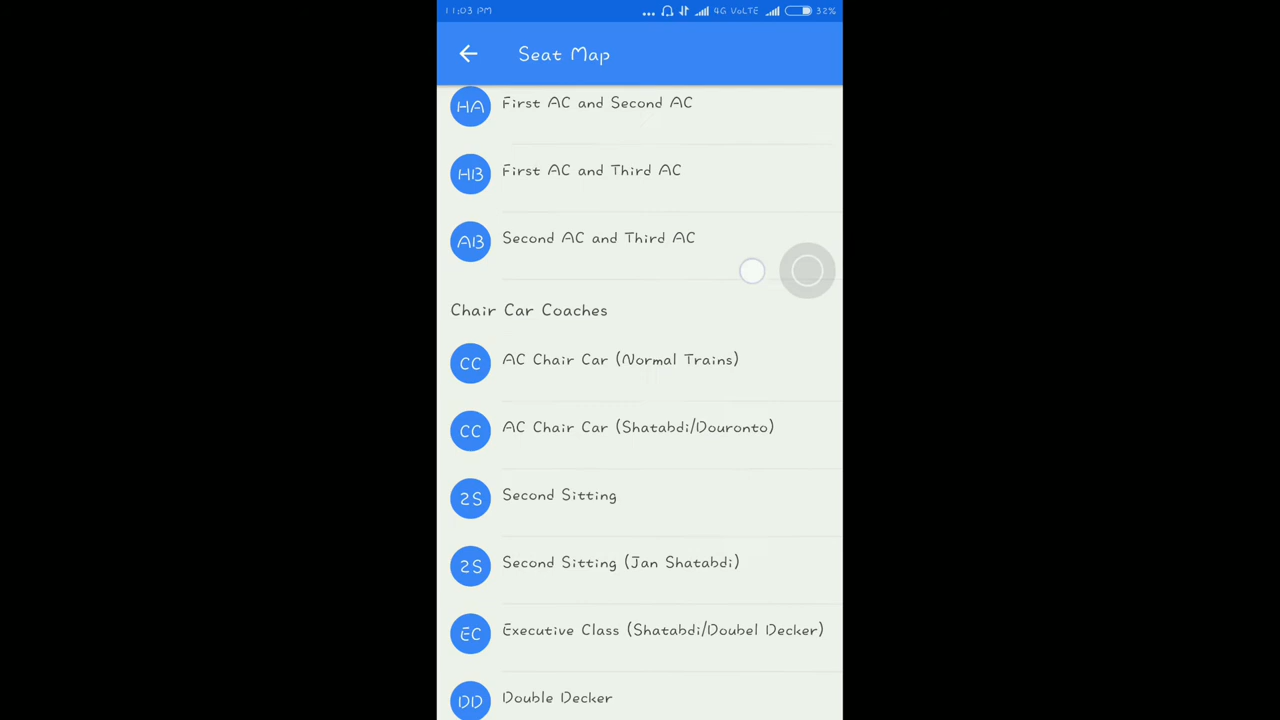 11:03 PM ... 4G VoLTE 32%
Seat Map
HA First AC and Second AC
HB First AC and Third AC
AB Second AC and Third AC
Chair Car Coaches
CC AC Chair Car (Normal Trains)
CC AC Chair Car (Shatabdi/Douronto)
2S Second Sitting
2S Second Sitting (Jan Shatabdi)
EC Executive Class (Shatabdi/Doubel Decker)
DD Double Decker